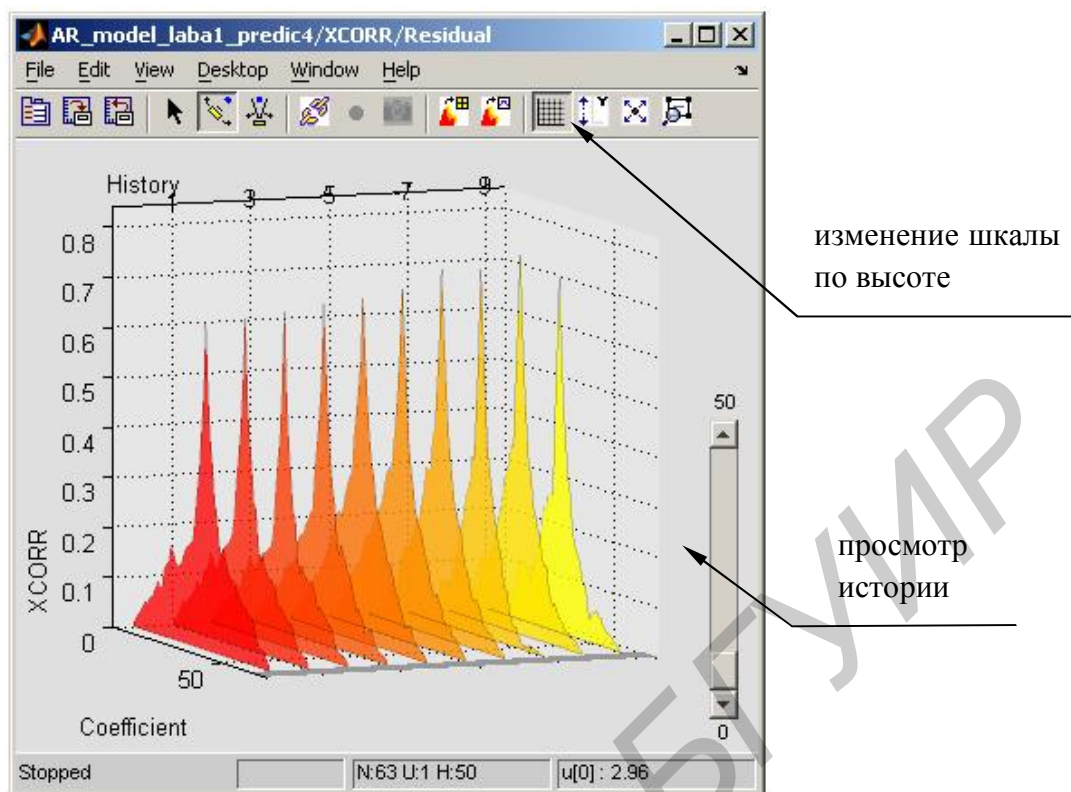 AR_model_laba1_predic4/XCORR/Residual
File Edit View Desktop Window Help
History
1 3 5 7 9
0.8
0.7
0.6
0.5
0.4
0.3
0.2
0.1
0
XCORR
50
Coefficient
50
0
Stopped
N:63 U:1 H:50
u[0] : 2.96
изменение шкалы
по высоте
просмотр
истории
БГУИР